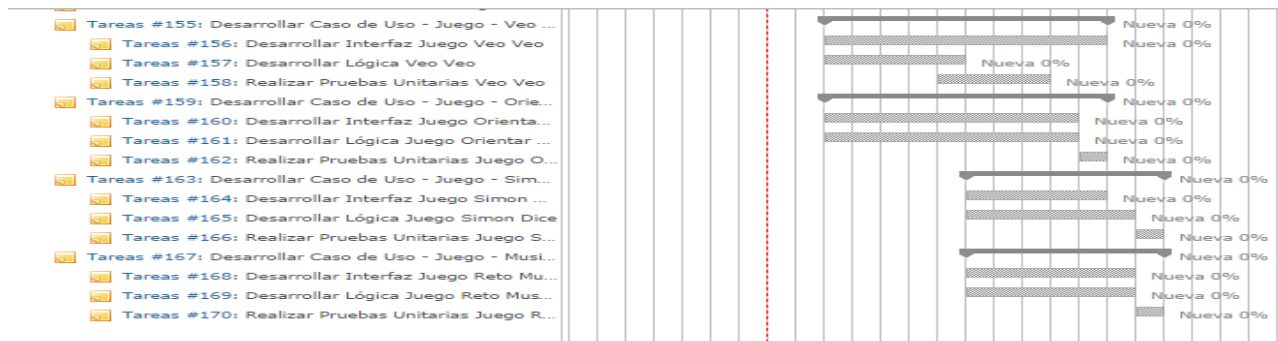 Tareas #155: Desarrollar Caso de Uso - Juego - Veo ... Nueva 0%
Tareas #156: Desarrollar Interfaz Juego Veo Veo Nueva 0%
Tareas #157: Desarrollar Lógica Veo Veo Nueva 0%
Tareas #158: Realizar Pruebas Unitarias Veo Veo Nueva 0%
Tareas #159: Desarrollar Caso de Uso - Juego - Orie... Nueva 0%
Tareas #160: Desarrollar Interfaz Juego Orienta... Nueva 0%
Tareas #161: Desarrollar Lógica Juego Orientar ... Nueva 0%
Tareas #162: Realizar Pruebas Unitarias Juego O... Nueva 0%
Tareas #163: Desarrollar Caso de Uso - Juego - Sim... Nueva 0%
Tareas #164: Desarrollar Interfaz Juego Simon ... Nueva 0%
Tareas #165: Desarrollar Lógica Juego Simon Dice Nueva 0%
Tareas #166: Realizar Pruebas Unitarias Juego S... Nueva 0%
Tareas #167: Desarrollar Caso de Uso - Juego - Musi... Nueva 0%
Tareas #168: Desarrollar Interfaz Juego Reto Mu... Nueva 0%
Tareas #169: Desarrollar Lógica Juego Reto Mus... Nueva 0%
Tareas #170: Realizar Pruebas Unitarias Juego R... Nueva 0%